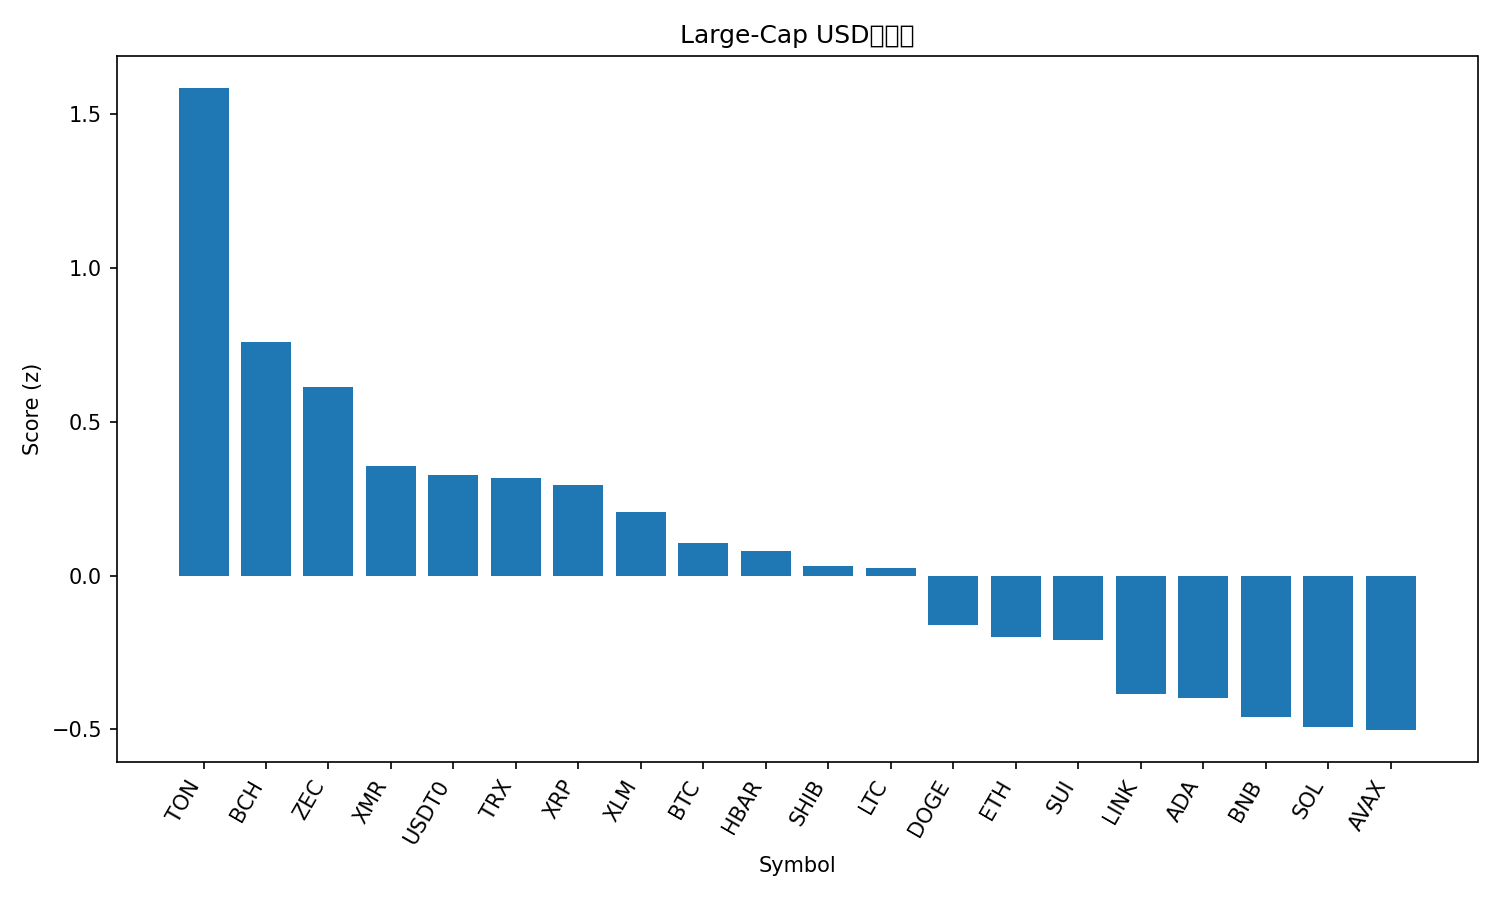 Large-Cap USD
1.5
1.0
0.5
0.0
−0.5
Score (z)
TON
BCH
ZEC
XMR
USDT0
TRX
XRP
XLM
BTC
HBAR
SHIB
LTC
DOGE
ETH
SUI
LINK
ADA
BNB
SOL
AVAX
Symbol